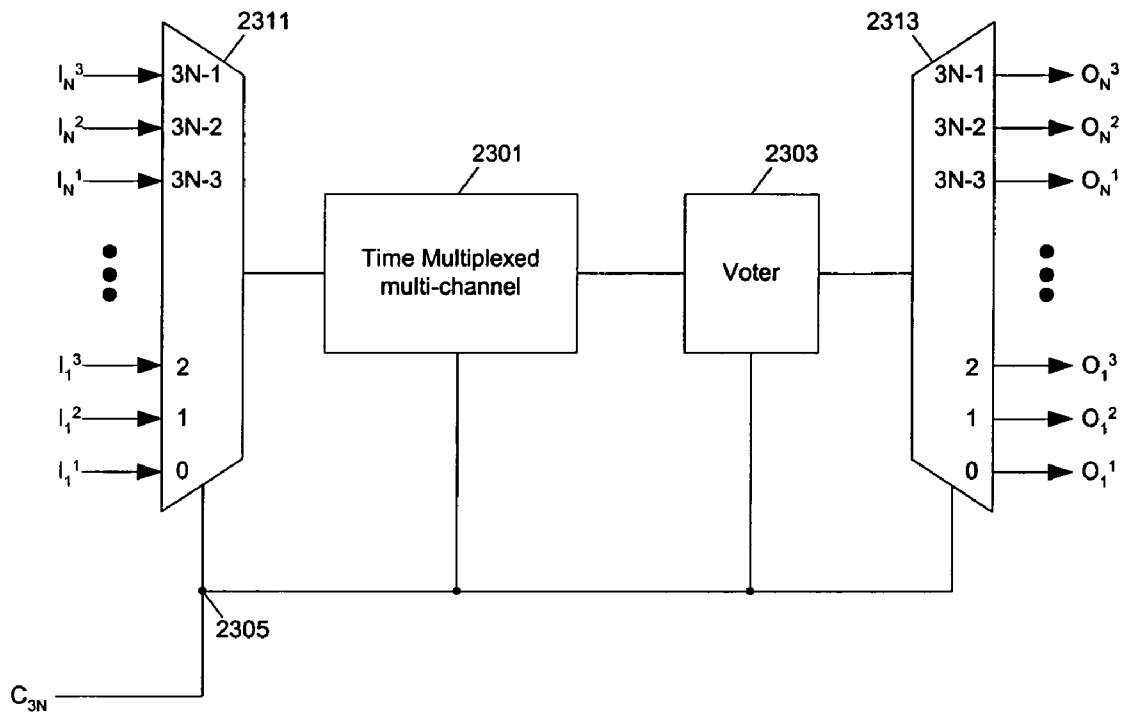 2311
2313
I_N^3 3N-1 3N-1 O_N^3
I_N^2 3N-2 3N-2 O_N^2
2301 2303
I_N^1 3N-3 3N-3 O_N^1
Time Multiplexed
multi-channel
Voter
I_1^3 2 2 O_1^3
I_1^2 1 1 O_1^2
I_1^1 0 0 O_1^1
2305
C_3N